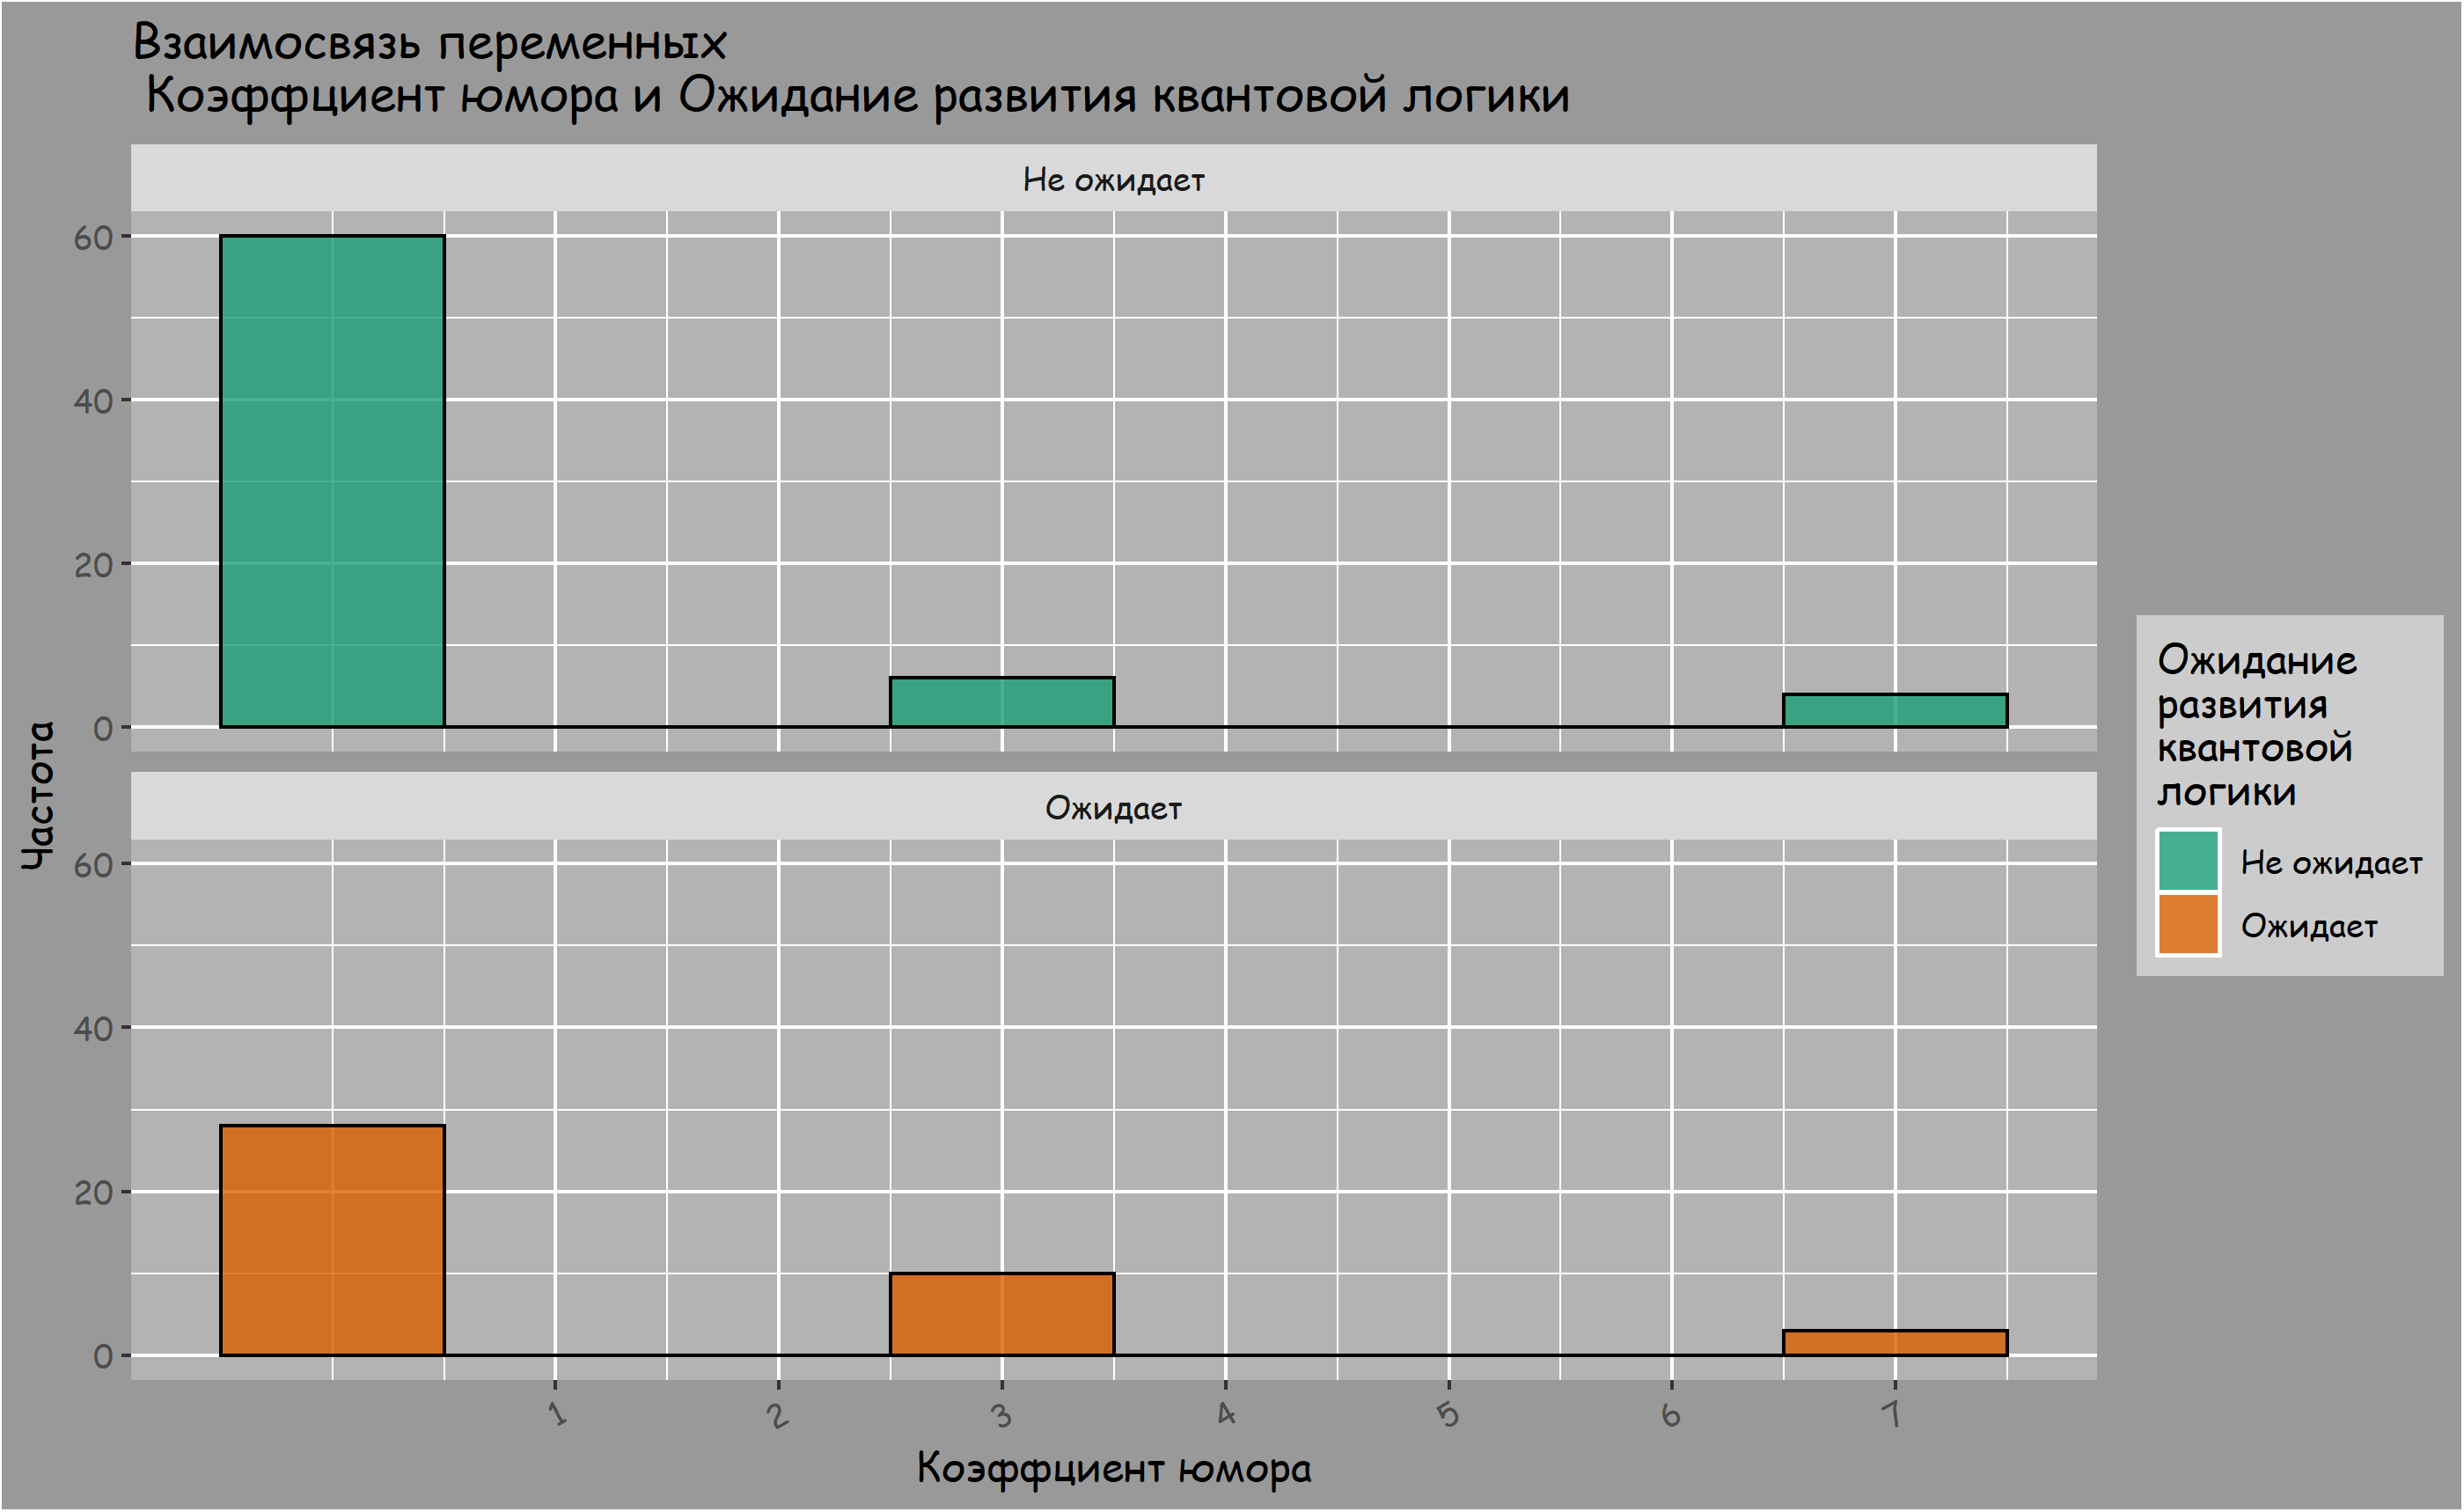 Взаимосвязь переменных
Коэффциент юмора и Ожидание развития квантовой логики
Не ожидает
60
40
20
0
Ожидает
60
40
20
0
1 2 3 4 5 6 7
Коэффциент юмора
Частота
Ожидание
развития
квантовой
логики
Не ожидает
Ожидает